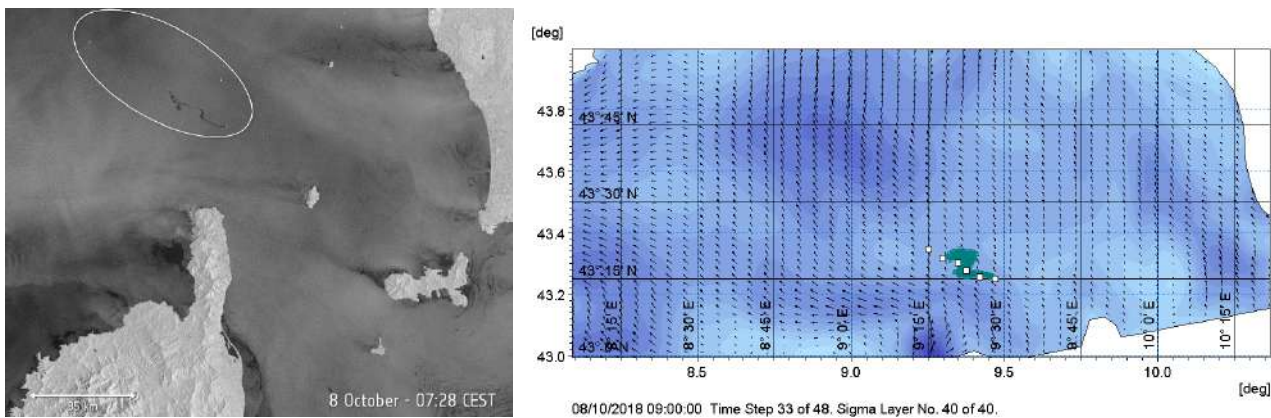 35 km
8 October - 07:28 CEST
[deg]
43.8
43° 45' N
43.6
43° 30' N
43.4
43° 15' N
43.2
43.0
8° 30' E
8° 45' E
9° 0' E
9° 15' E
9° 30' E
9° 45' E
10° 0' E
10° 15' E
8.5
9.0
9.5
10.0
[deg]
08/10/2018 09:00:00 Time Step 33 of 48. Sigma Layer No. 40 of 40.